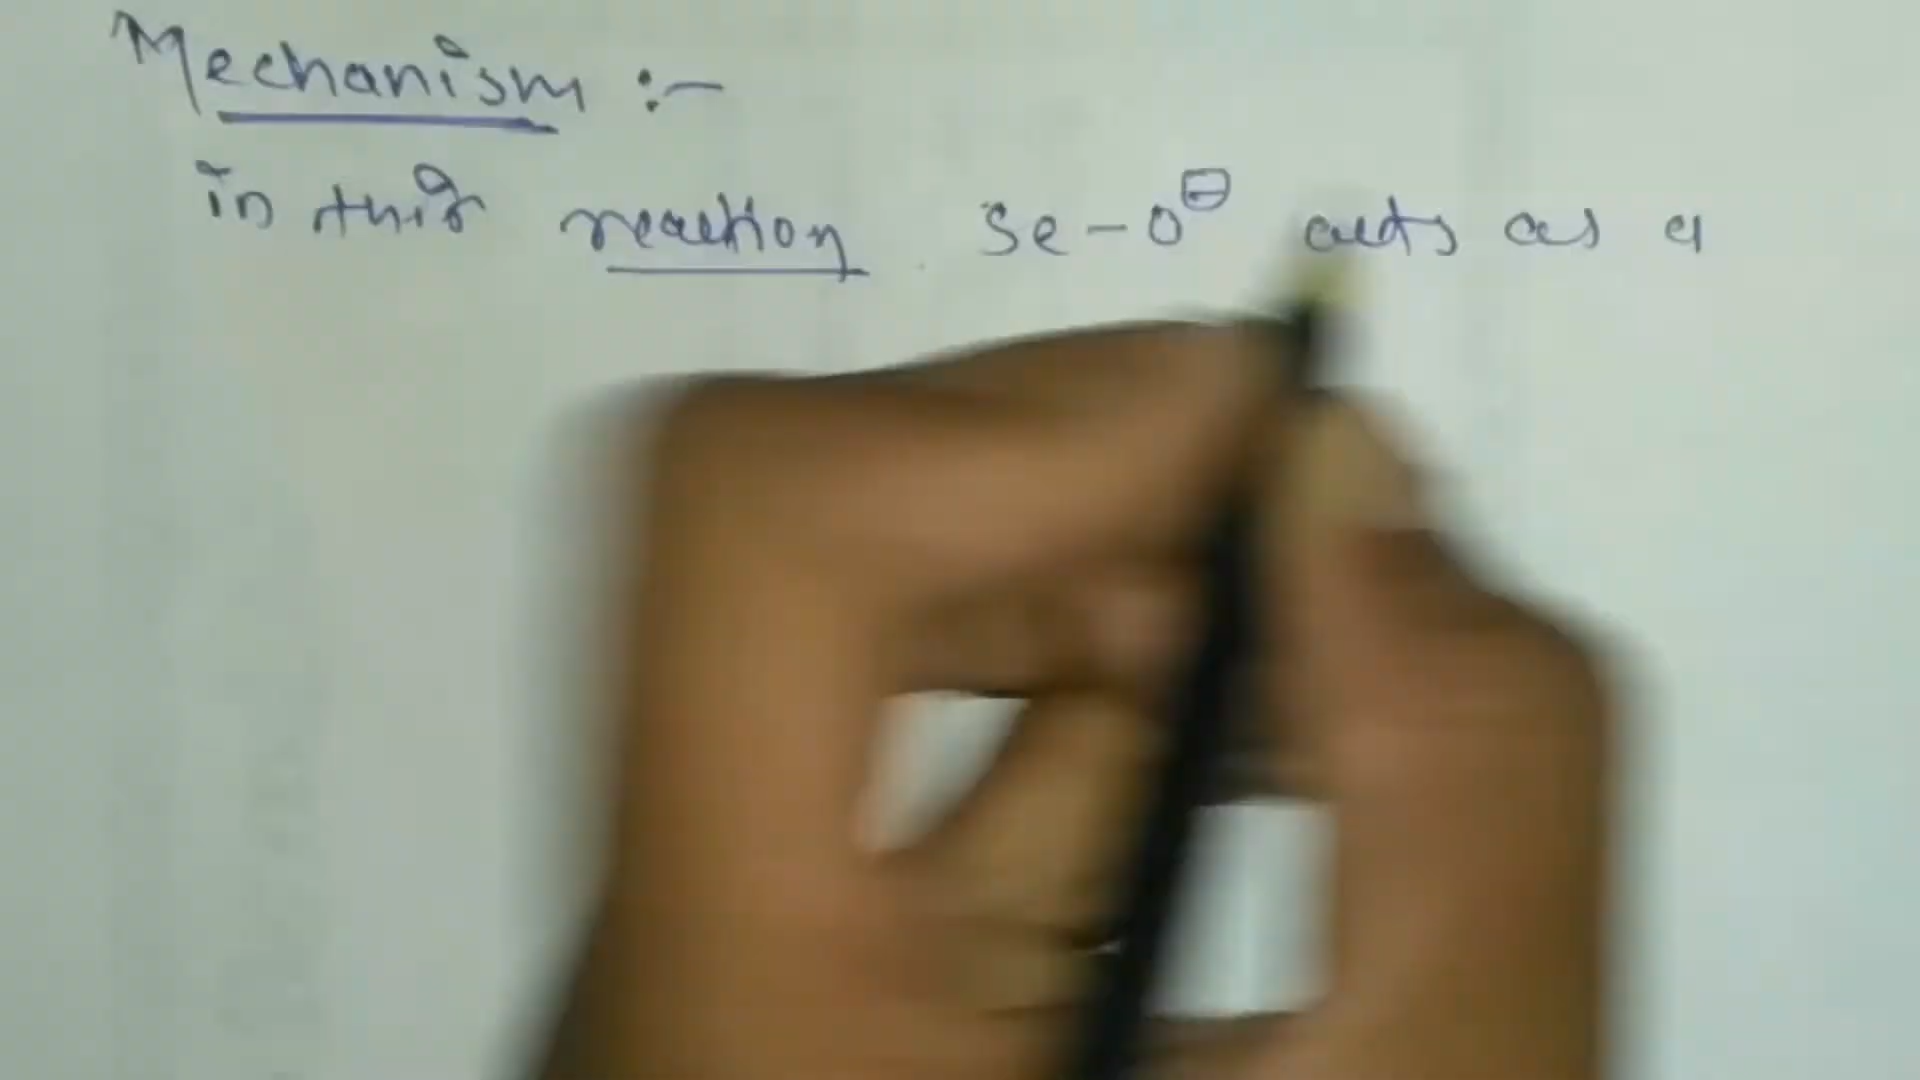 Mechanism :-
in this reaction Se-O⊖ acts as a